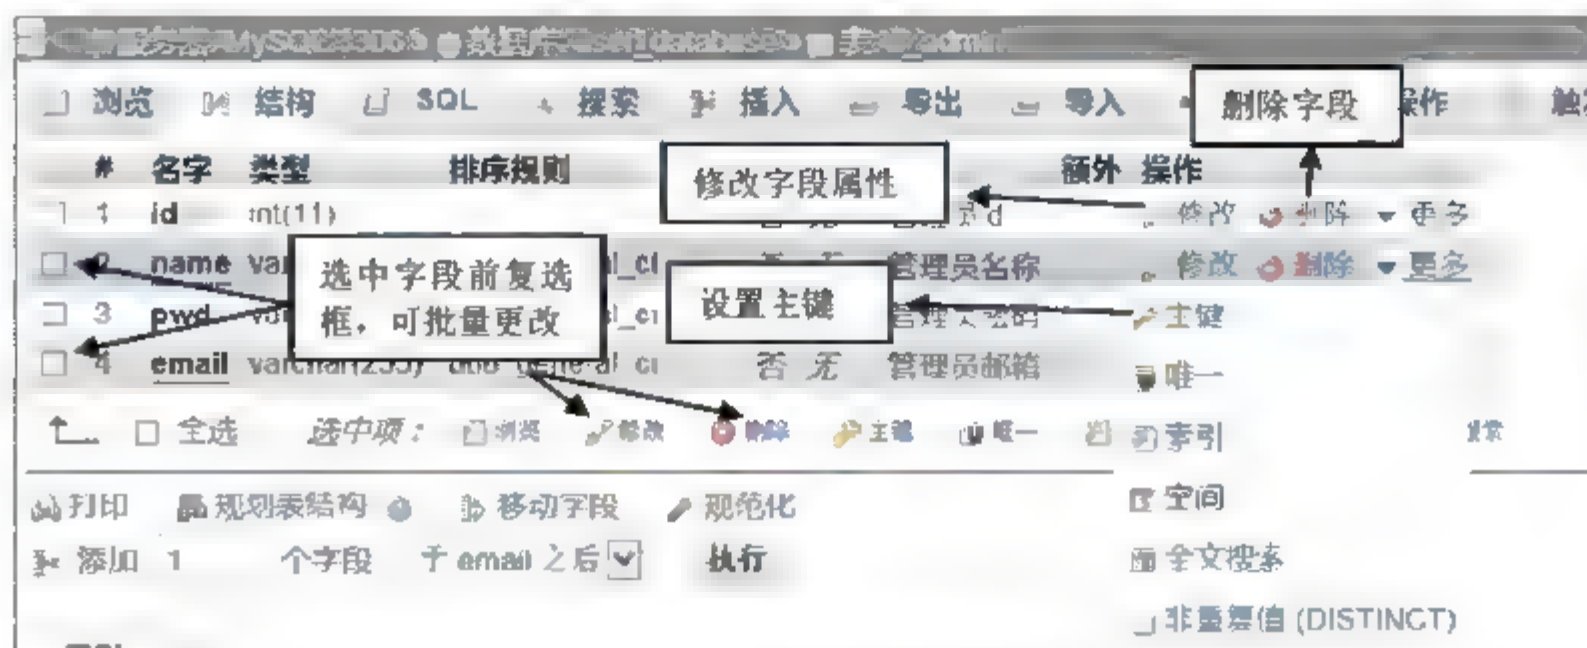 浏览 结构 SQL 搜索 插入 导出 导入 删除字段
# 名字 类型 排序规则 修改字段属性 额外 操作
1 id int(11) 修改 删除 更多
选中字段前复选
框，可批量更改
name 管理员名称 修改 删除 更多
3 pwd 设置主键 主键
4 email varchar(255) 否 无 管理员邮箱
唯一
全选 选中项： 浏览 修改 删除 主键 唯一 索引
空间
打印 规划表结构 移动字段 规范化
添加 1 个字段 于 email 之后 执行
全文搜索
非重复值 (DISTINCT)